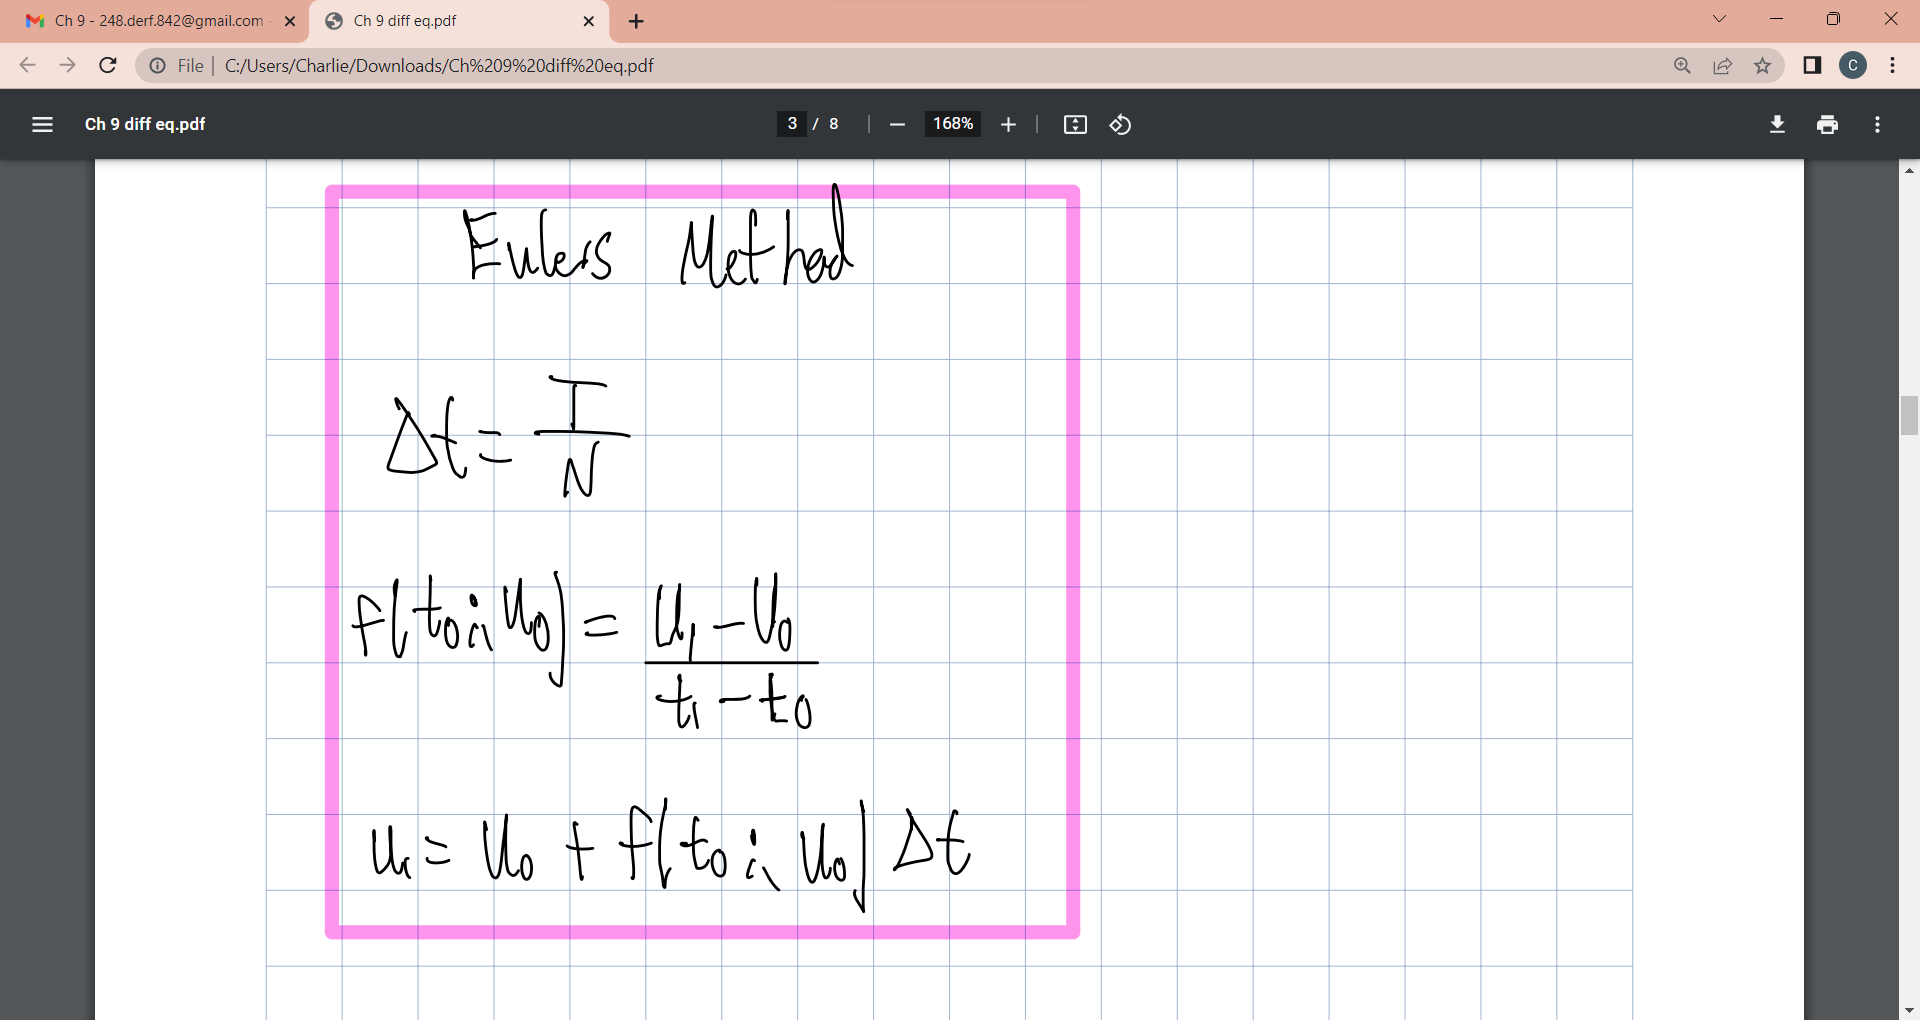 Ch 9 - 248.derf.842@gmail.com -
Ch 9 diff eq.pdf
File | C:/Users/Charlie/Downloads/Ch%209%20diff%20eq.pdf
C
Ch 9 diff eq.pdf
3 / 8
168%
Eulers Method
Δt = T/N
f(t₀; u₀) = (u₁ - u₀)/(t₁ - t₀)
u₁ = u₀ + f(t₀; u₀) Δt